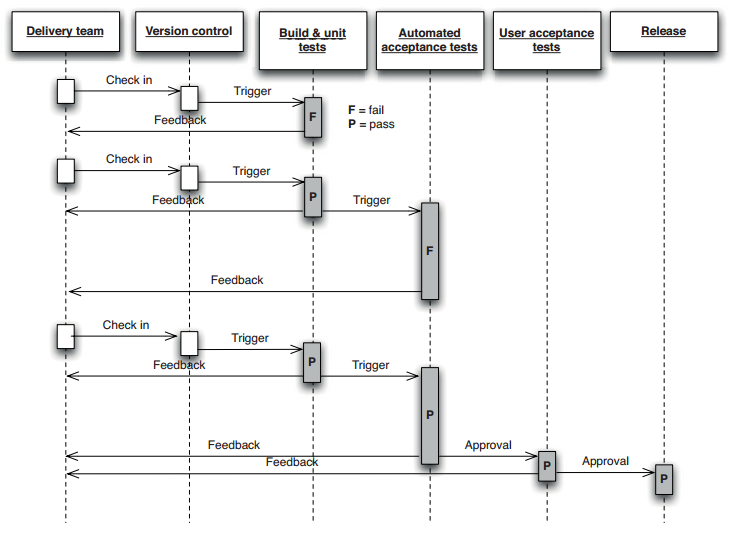 Delivery team
Version control
Build & unit
tests
Automated
acceptance tests
User acceptance
tests
Release
Check in
Trigger
Feedback
F
F = fail
P = pass
Check in
Trigger
Feedback
P
Trigger
F
Feedback
Check in
Trigger
Feedback
P
Trigger
P
Feedback
Approval
Feedback
P
Approval
P